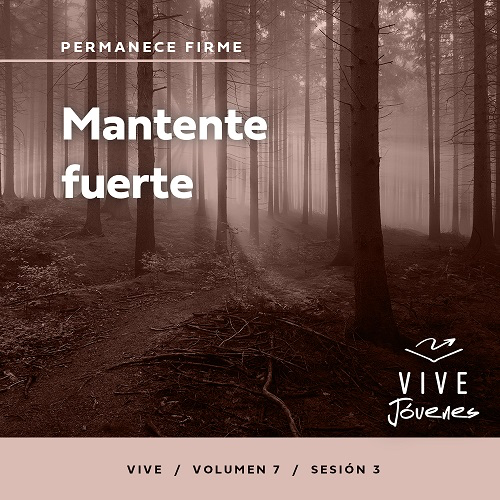 PERMANECE FIRME
Mantente
fuerte
VIVE
Jóvenes
VIVE / VOLUMEN 7 / SESIÓN 3